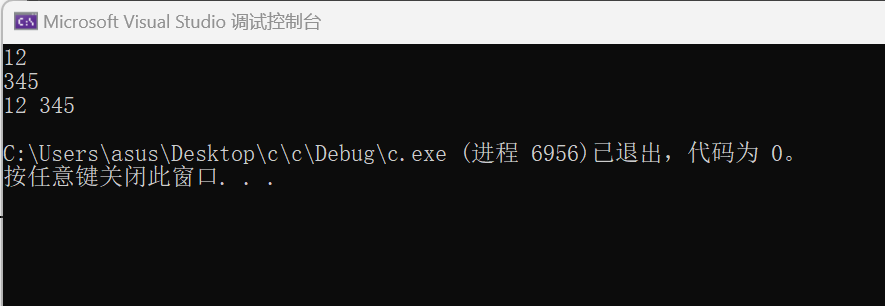 Microsoft Visual Studio 调试控制台
12
345
12 345
C:\Users\asus\Desktop\c\c\Debug\c.exe (进程 6956)已退出，代码为 0。
按任意键关闭此窗口. . .